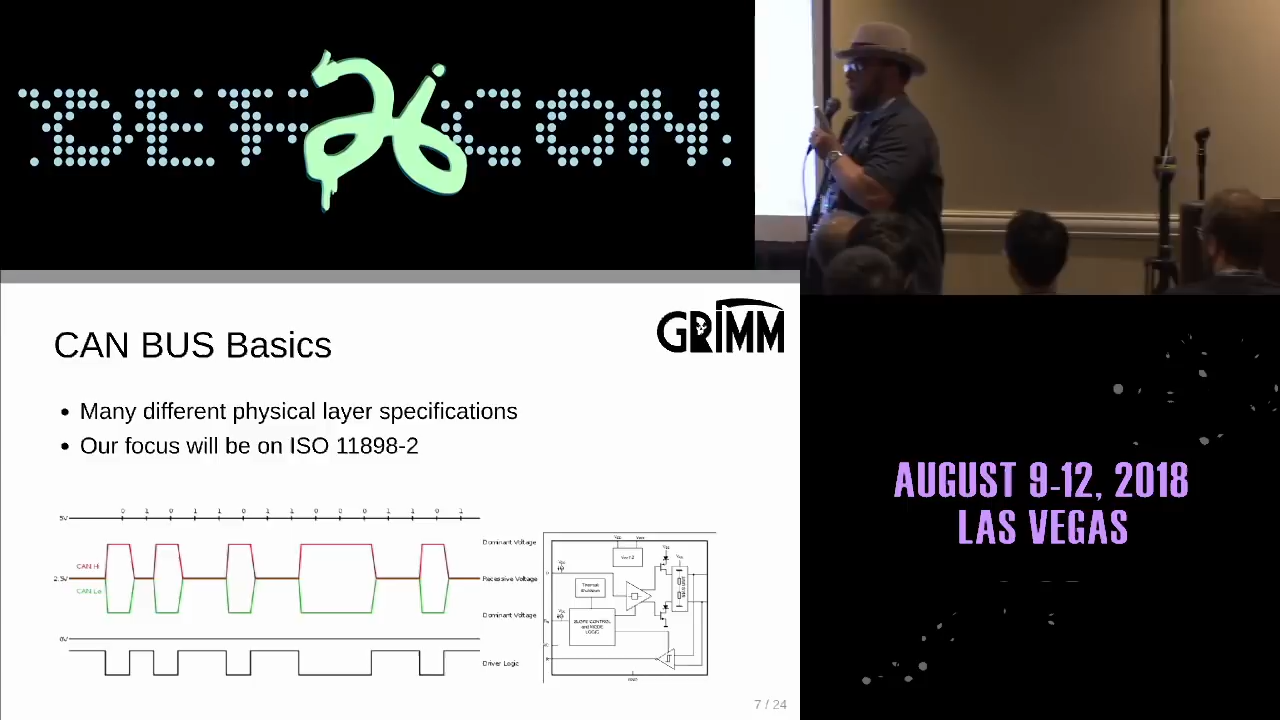 DEFCON
26
GRIMM
CAN BUS Basics
• Many different physical layer specifications
• Our focus will be on ISO 11898-2
5V
0 1 0 1 1 0 1 1 0 0 0 1 1 0 1
Dominant Voltage
CAN Hi
2.5V
Recessive Voltage
CAN Lo
Dominant Voltage
0V
Driver Logic
Thermal
Shutdown
SLOPE CONTROL
and MODE
LOGIC
7 / 24
AUGUST 9-12, 2018
LAS VEGAS